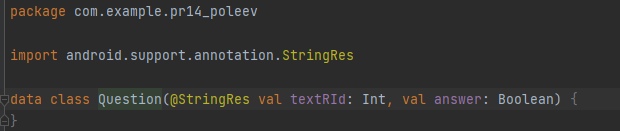 package com.example.pr14_poleev
import android.support.annotation.StringRes
data class Question(@StringRes val textRId: Int, val answer: Boolean) {
}